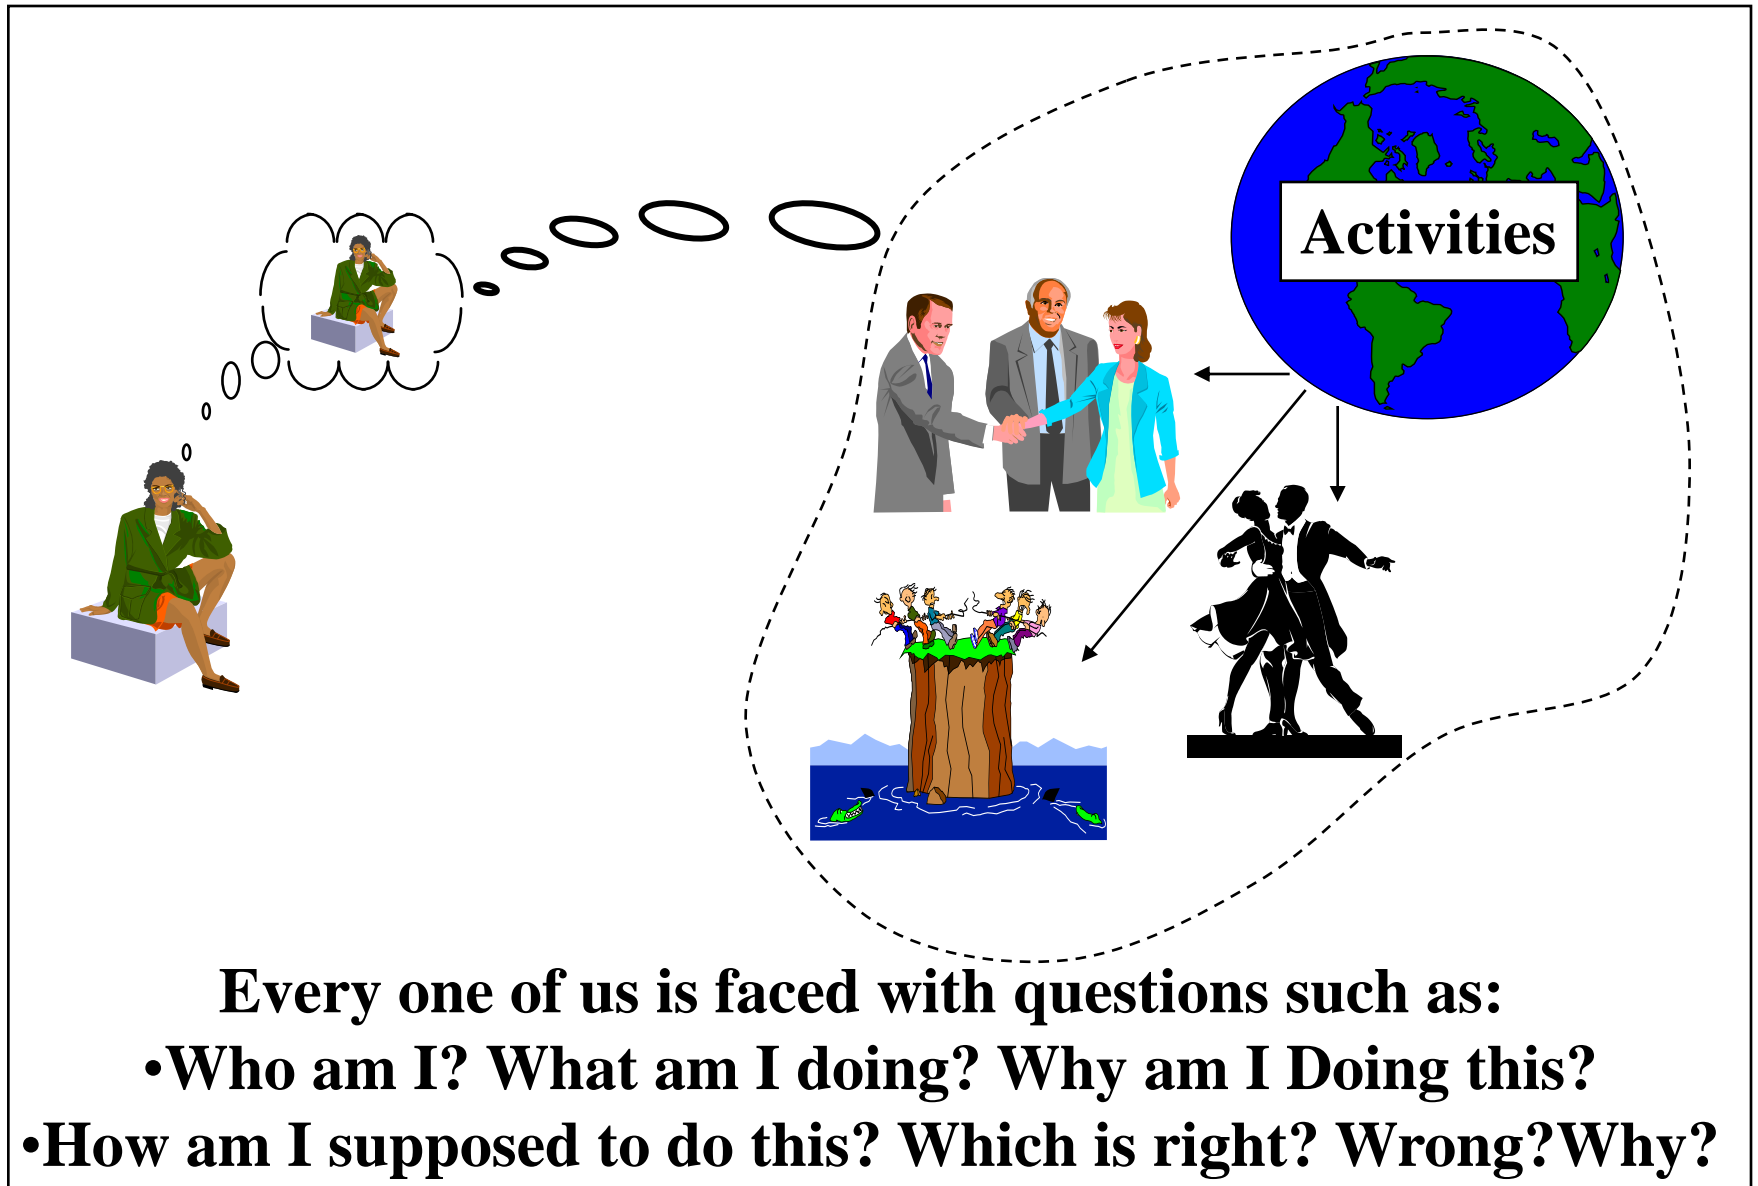 Activities
Every one of us is faced with questions such as:
•Who am I? What am I doing? Why am I Doing this?
•How am I supposed to do this? Which is right? Wrong?Why?